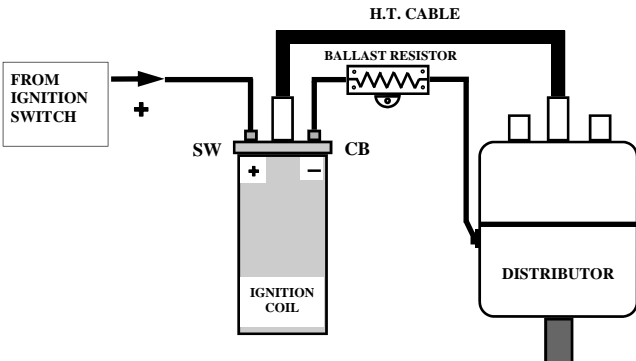 H.T. CABLE
BALLAST RESISTOR
FROM
IGNITION
SWITCH
+
SW
CB
+
−
IGNITION
COIL
DISTRIBUTOR